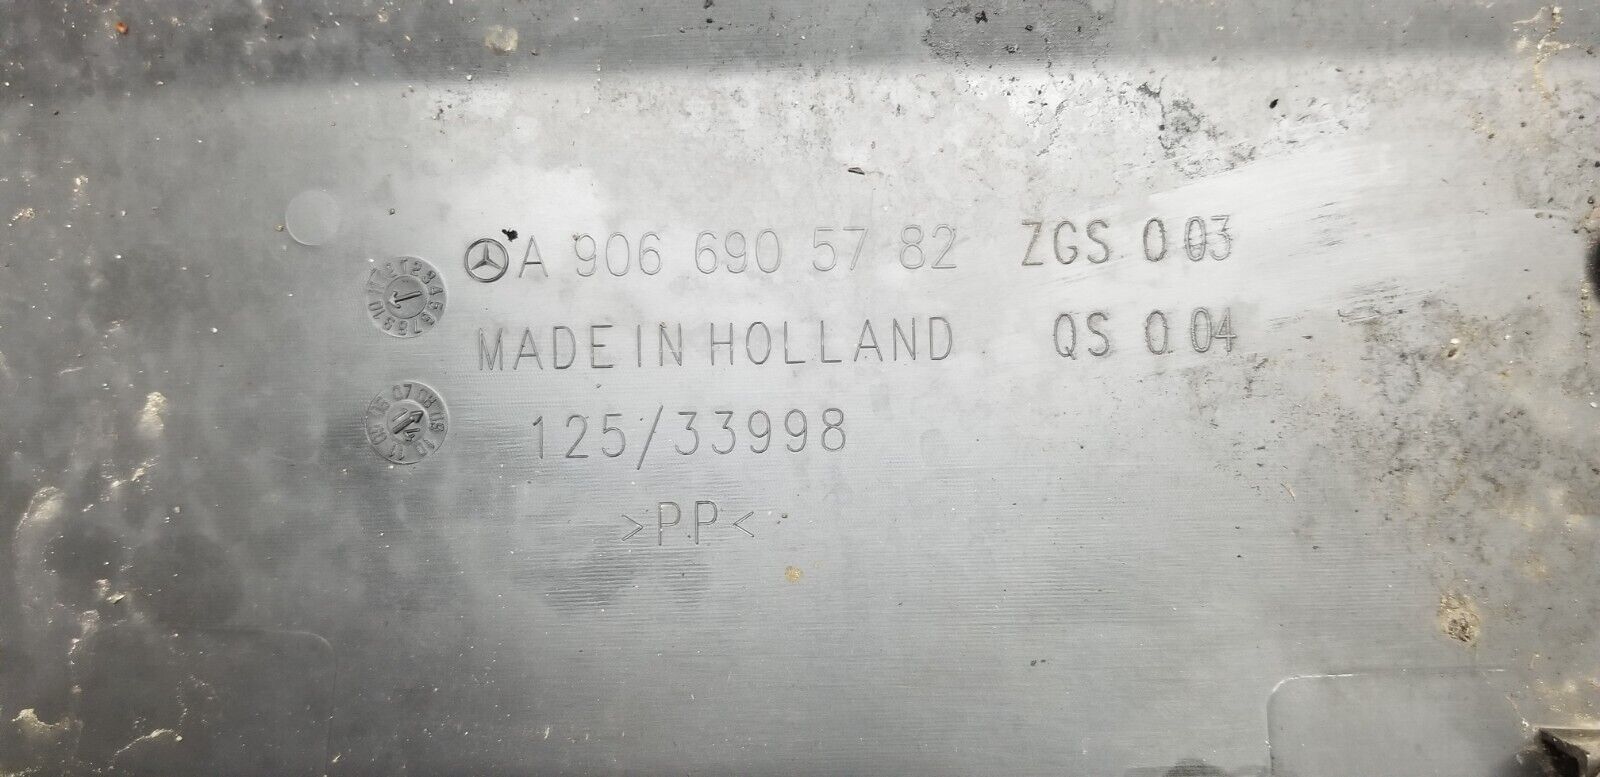 A 906 690 57 82 ZGS 0 03
MADE IN HOLLAND QS 0 04
125/33998
>PP<